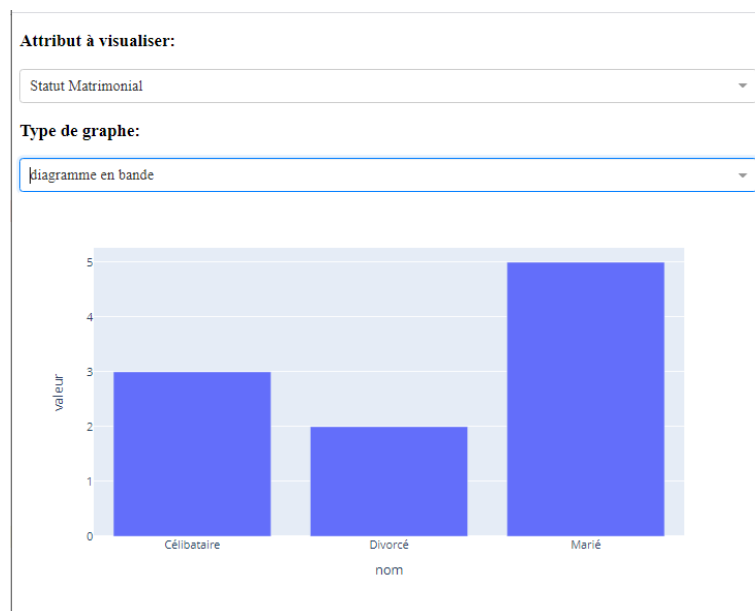 Attribut à visualiser:
Statut Matrimonial
Type de graphe:
diagramme en bande
5
4
3
2
1
0
valeur
Célibataire Divorcé Marié
nom